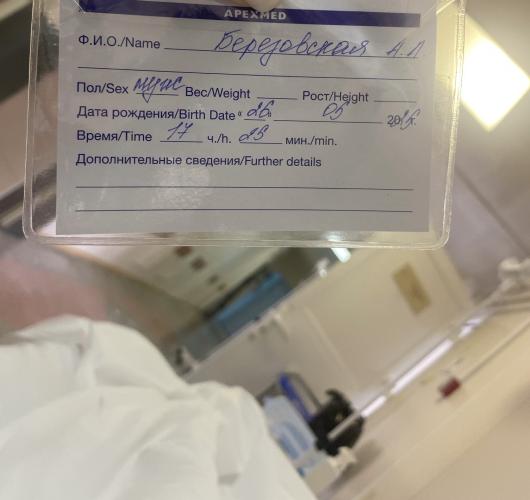 APEXMED
Ф.И.О./Name Березовская А.Л
Пол/Sex муж Вес/Weight Рост/Height
Дата рождения/Birth Date "26" 05 2025г.
Время/Time 17 ч./h. 23 мин./min.
Дополнительные сведения/Further details